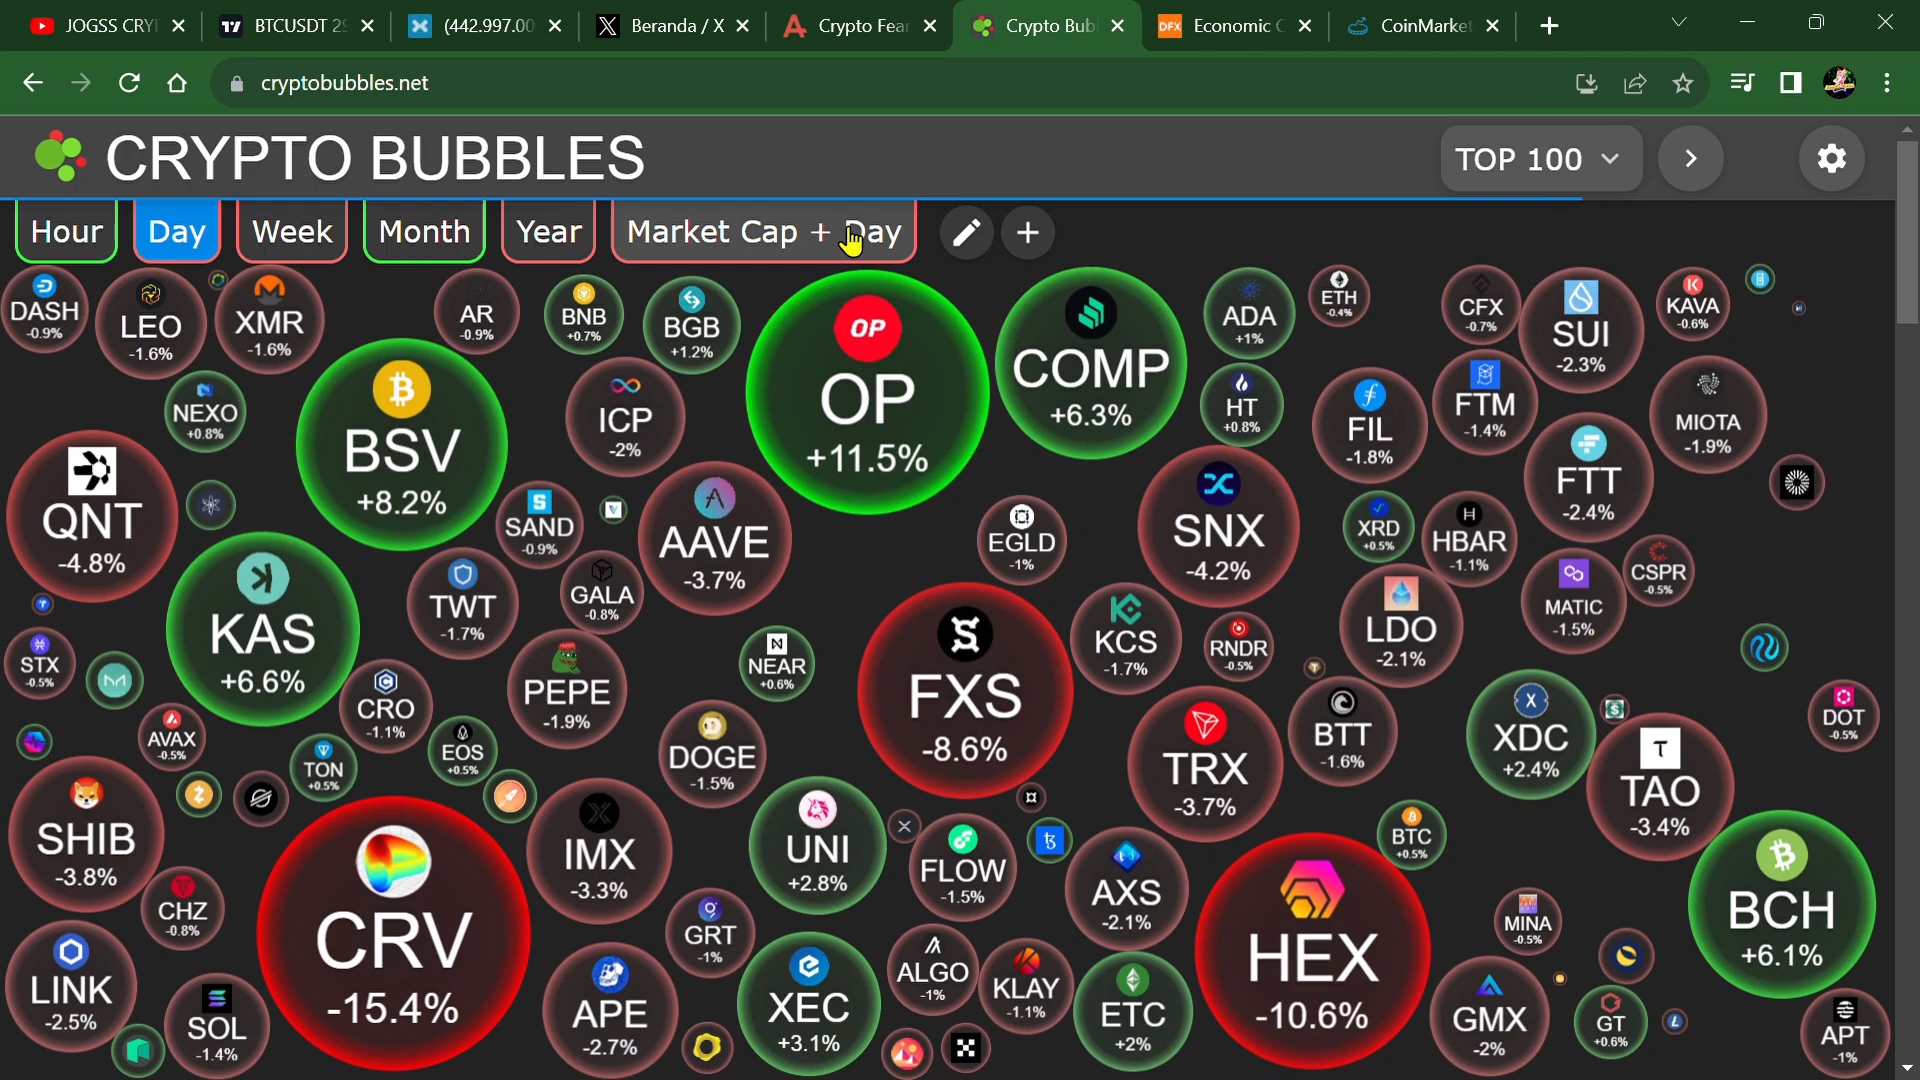 JOGSS CRY
BTCUSDT 2
(442.997.00
Beranda / X
Crypto Fear
Crypto Bub
Economic C
CoinMarket
cryptobubbles.net
CRYPTO BUBBLES
TOP 100
Hour
Day
Week
Month
Year
Market Cap + Day
DASH
-0.9%
LEO
-1.6%
XMR
-1.6%
AR
-0.9%
BNB
+0.7%
BGB
+1.2%
OP
OP
+11.5%
COMP
+6.3%
ADA
+1%
ETH
-0.4%
CFX
-0.7%
SUI
-2.3%
KAVA
-0.6%
NEXO
+0.8%
BSV
+8.2%
ICP
-2%
HT
+0.8%
FIL
-1.8%
FTM
-1.4%
MIOTA
-1.9%
QNT
-4.8%
SAND
-0.9%
AAVE
-3.7%
EGLD
-1%
SNX
-4.2%
XRD
+0.5%
HBAR
-1.1%
FTT
-2.4%
KAS
+6.6%
TWT
-1.7%
GALA
-0.8%
MATIC
-1.5%
CSPR
-0.5%
STX
-0.5%
PEPE
-1.9%
NEAR
+0.6%
FXS
-8.6%
KCS
-1.7%
RNDR
-0.5%
LDO
-2.1%
AVAX
-0.5%
CRO
-1.1%
EOS
+0.5%
TON
+0.5%
DOGE
-1.5%
TRX
-3.7%
BTT
-1.6%
XDC
+2.4%
TAO
-3.4%
DOT
-0.5%
SHIB
-3.8%
CRV
-15.4%
IMX
-3.3%
UNI
+2.8%
FLOW
-1.5%
AXS
-2.1%
BTC
+0.5%
HEX
-10.6%
BCH
+6.1%
CHZ
-0.8%
GRT
-1%
MINA
-0.5%
LINK
-2.5%
SOL
-1.4%
APE
-2.7%
XEC
+3.1%
ALGO
-1%
KLAY
-1.1%
ETC
+2%
GMX
-2%
GT
+0.6%
APT
-1%